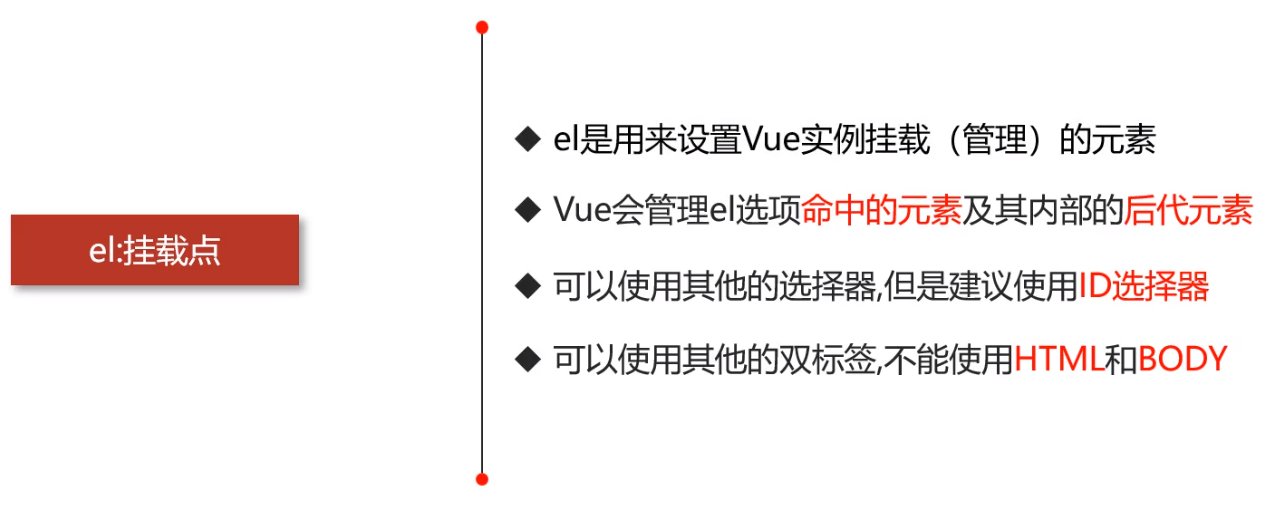 el:挂载点
◆ el是用来设置Vue实例挂载（管理）的元素
◆ Vue会管理el选项命中的元素及其内部的后代元素
◆ 可以使用其他的选择器,但是建议使用ID选择器
◆ 可以使用其他的双标签,不能使用HTML和BODY